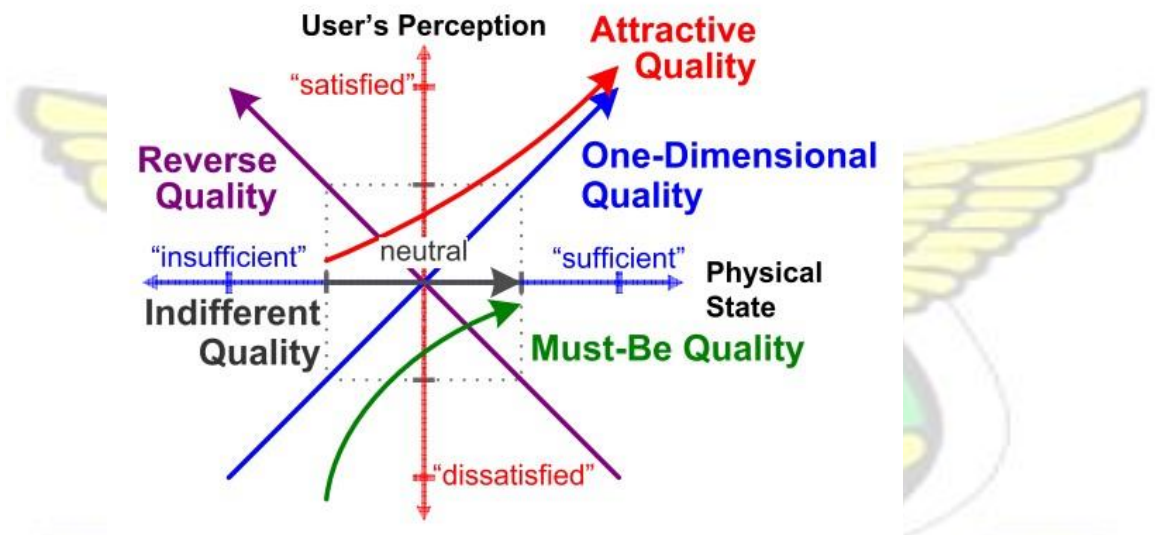 User's Perception
Attractive
Quality
“satisfied”
Reverse
Quality
One-Dimensional
Quality
“insufficient”
neutral
“sufficient”
Physical
State
Indifferent
Quality
Must-Be Quality
“dissatisfied”